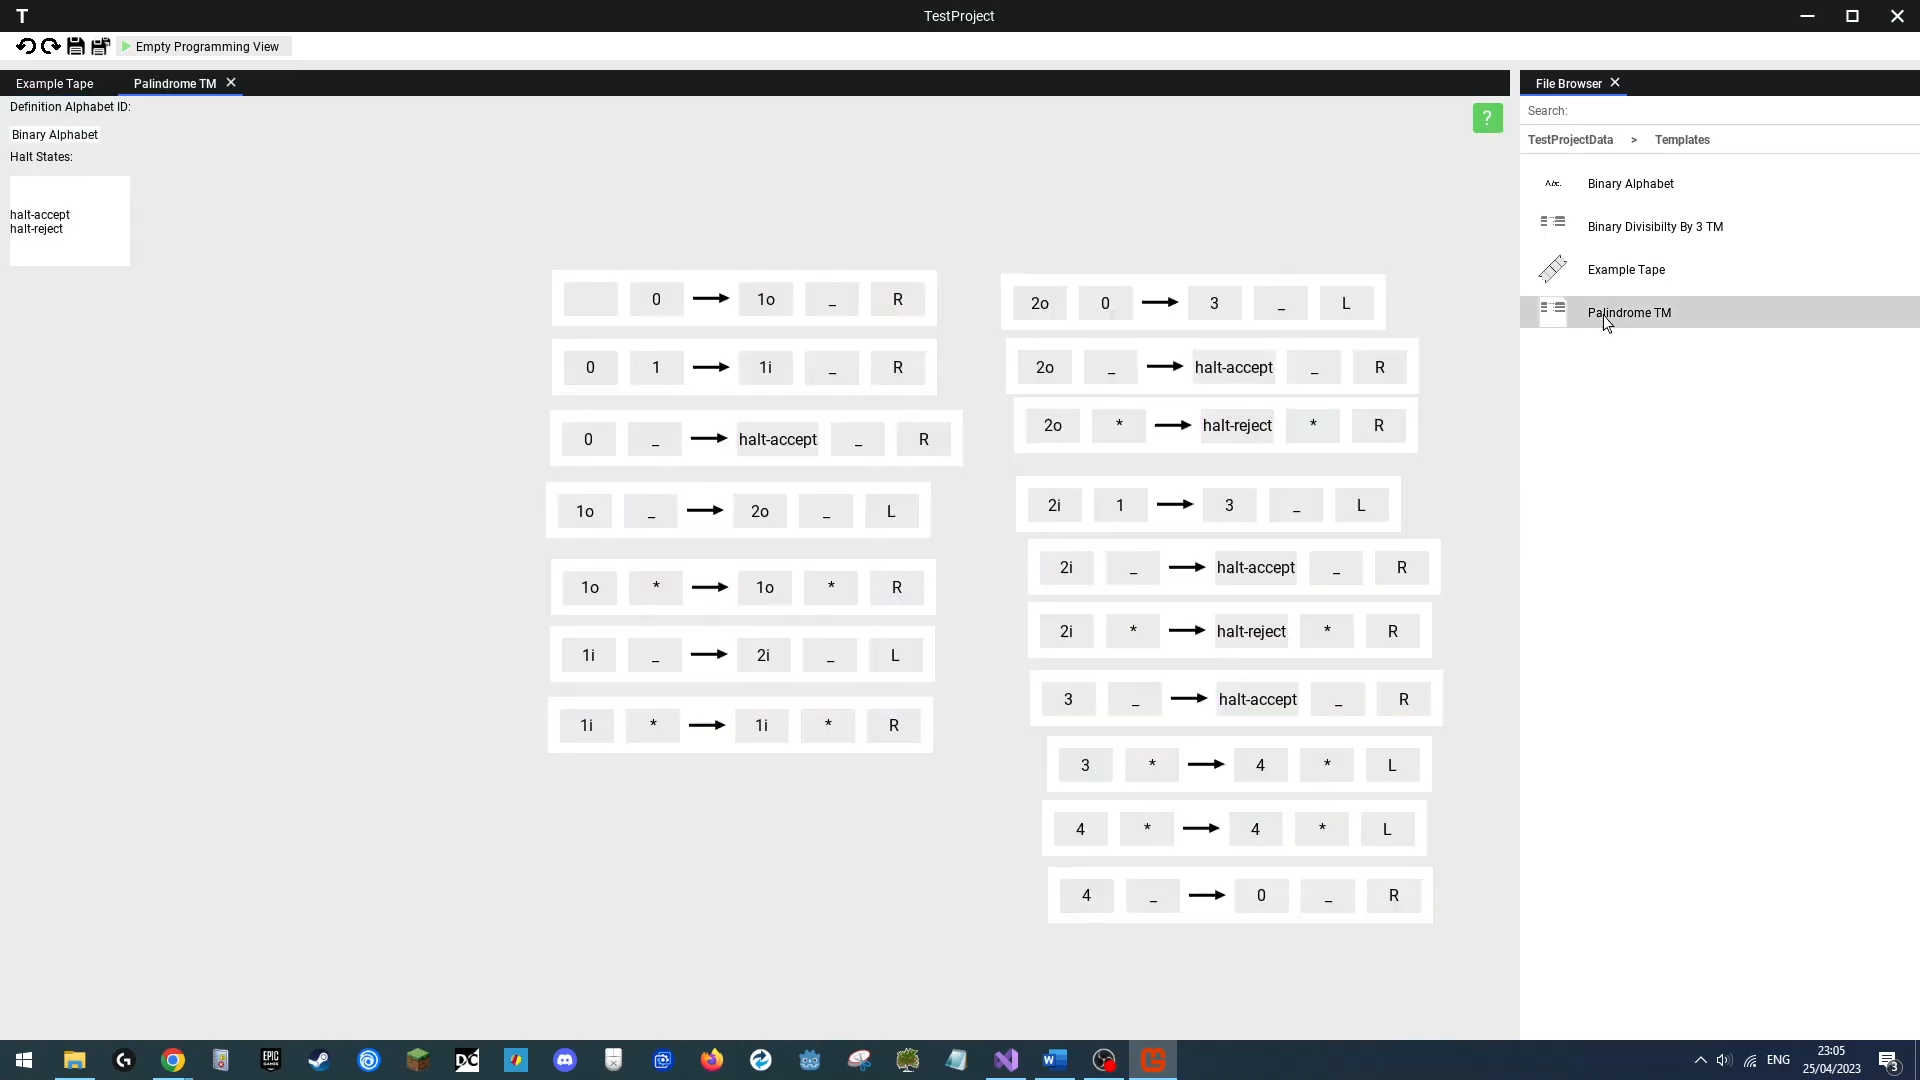 T TestProject
Empty Programming View
Example Tape Palindrome TM
Definition Alphabet ID:
Binary Alphabet
Halt States:
halt-accept
halt-reject
?
0 1o _ R
0 1 1i _ R
0 _ halt-accept _ R
1o _ 2o _ L
1o * 1o * R
1i _ 2i _ L
1i * 1i * R
2o 0 3 _ L
2o _ halt-accept _ R
2o * halt-reject * R
2i 1 3 _ L
2i _ halt-accept _ R
2i * halt-reject * R
3 _ halt-accept _ R
3 * 4 * L
4 * 4 * L
4 _ 0 _ R
File Browser
Search:
TestProjectData > Templates
Binary Alphabet
Binary Divisibilty By 3 TM
Example Tape
Palindrome TM
EPIC GAMES
DC
ENG
23:05
25/04/2023
3